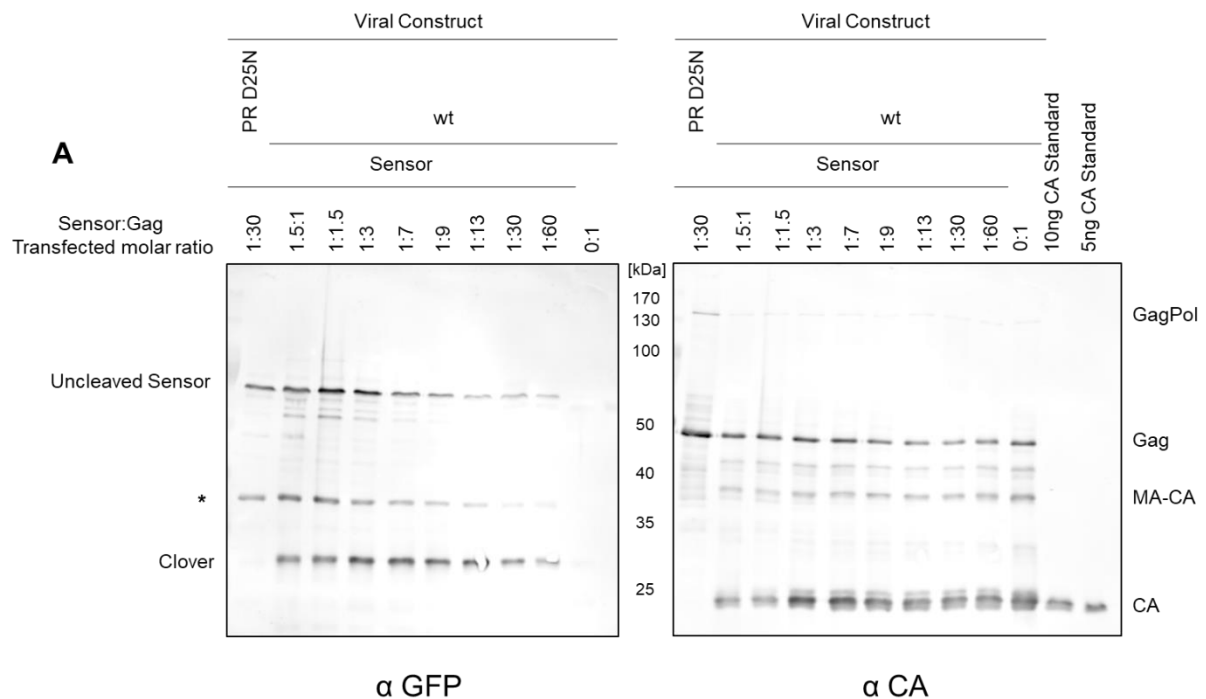 A
Viral Construct
PR D25N
wt
Sensor
Sensor:Gag
Transfected molar ratio
1:30
1.5:1
1:1.5
1:3
1:7
1:9
1:13
1:30
1:60
0:1
Uncleaved Sensor
*
Clover
α GFP
[kDa]
170
130
100
50
40
35
25
Viral Construct
PR D25N
wt
Sensor
1:30
1.5:1
1:1.5
1:3
1:7
1:9
1:13
1:30
1:60
0:1
10ng CA Standard
5ng CA Standard
GagPol
Gag
MA-CA
CA
α CA